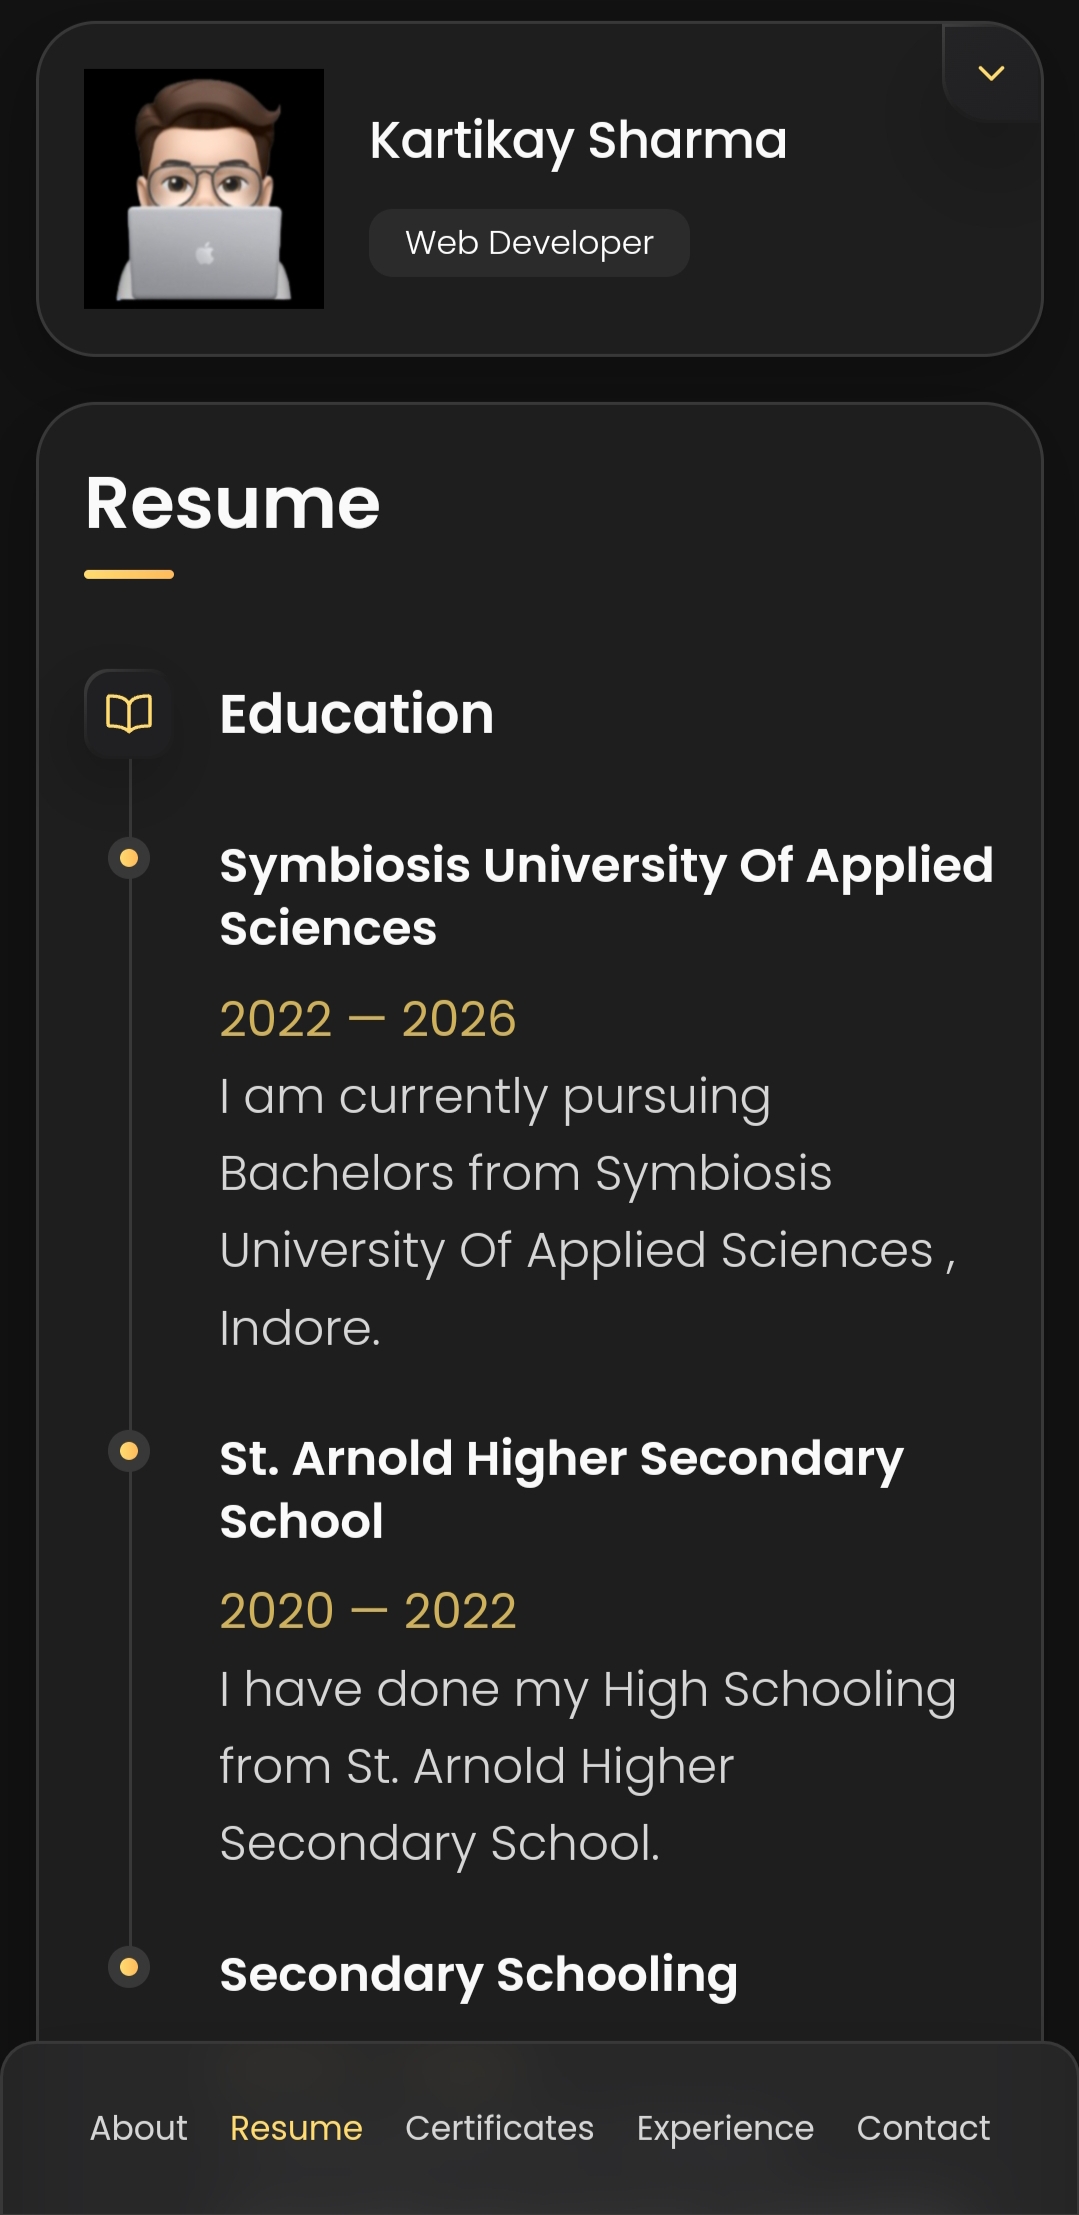 Kartikay Sharma
Web Developer
Resume
Education
Symbiosis University Of Applied
Sciences
2022 — 2026
I am currently pursuing
Bachelors from Symbiosis
University Of Applied Sciences ,
Indore.
St. Arnold Higher Secondary
School
2020 — 2022
I have done my High Schooling
from St. Arnold Higher
Secondary School.
Secondary Schooling
About Resume Certificates Experience Contact